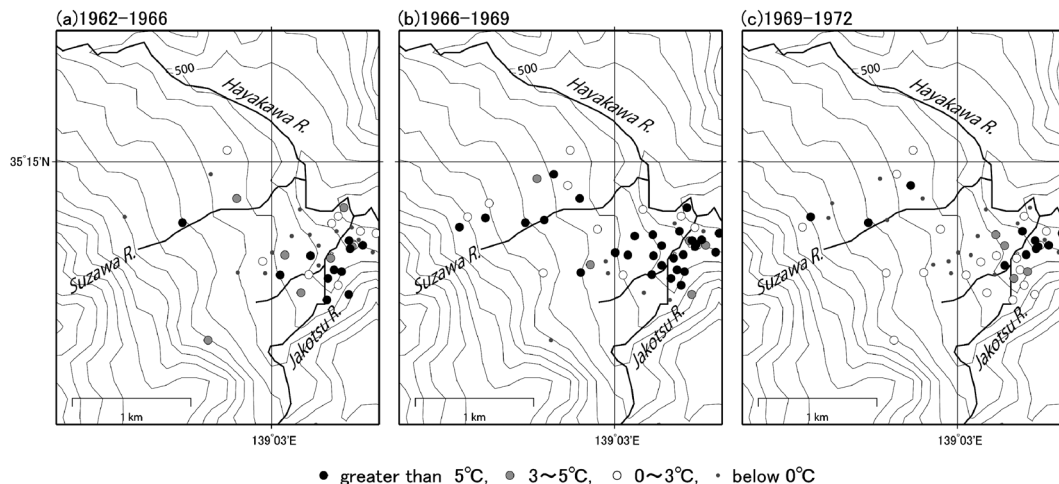 (a)1962-1966
(b)1966-1969
(c)1969-1972
500
Hayakawa R.
500
Hayakawa R.
500
Hayakawa R.
35°15'N
Suzawa R.
Suzawa R.
Suzawa R.
Jakotsu R.
Jakotsu R.
Jakotsu R.
1 km
1 km
1 km
139°03'E
139°03'E
139°03'E
● greater than 5℃, ● 3～5℃, ○ 0～3℃, • below 0℃